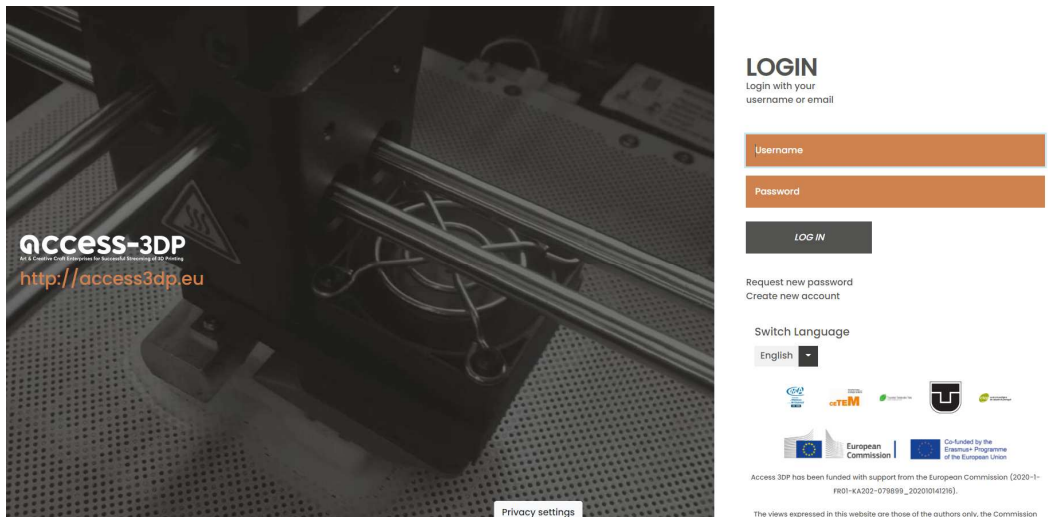 access-3DP
Art & Creative Craft Enterprises for Successful Streaming of 3D Printing
http://access3dp.eu
Privacy settings
LOGIN
Login with your
username or email
Username
Password
LOG IN
Request new password
Create new account
Switch Language
English
CETEM
European
Commission
Co-funded by the
Erasmus+ Programme
of the European Union
Access 3DP has been funded with support from the European Commission (2020-1-
FR01-KA202-079899_202010141216).
The views expressed in this website are those of the authors only, the Commission